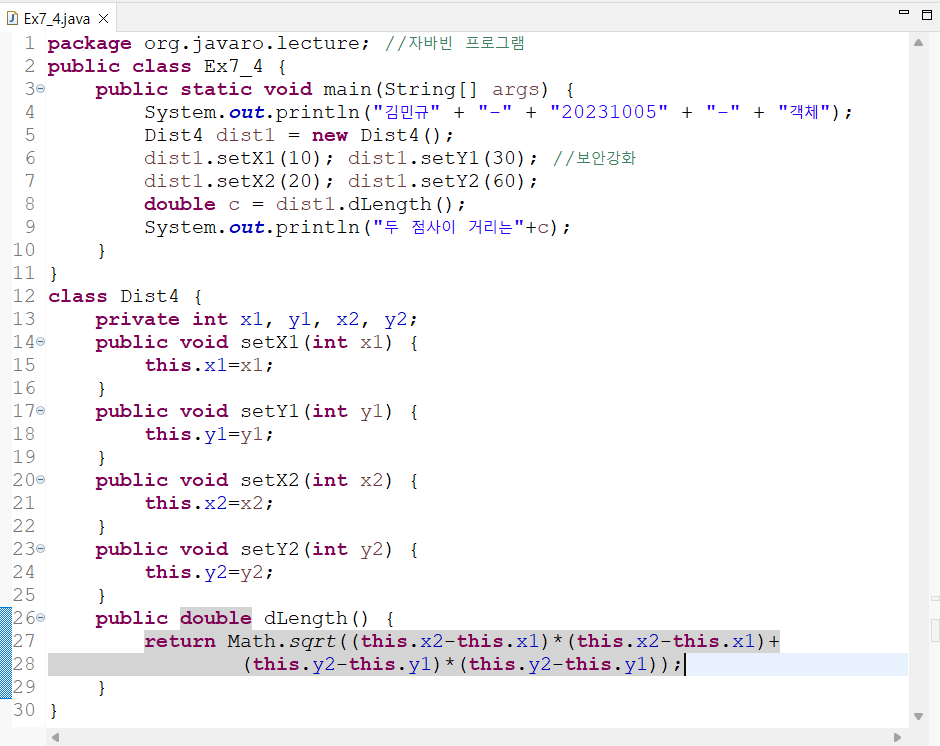 Ex7_4.java
1 package org.javaro.lecture; //자바빈 프로그램
2 public class Ex7_4 {
3 public static void main(String[] args) {
4 System.out.println("김민규" + "-" + "20231005" + "-" + "객체");
5 Dist4 dist1 = new Dist4();
6 dist1.setX1(10); dist1.setY1(30); //보안강화
7 dist1.setX2(20); dist1.setY2(60);
8 double c = dist1.dLength();
9 System.out.println("두 점사이 거리는"+c);
10 }
11 }
12 class Dist4 {
13 private int x1, y1, x2, y2;
14 public void setX1(int x1) {
15 this.x1=x1;
16 }
17 public void setY1(int y1) {
18 this.y1=y1;
19 }
20 public void setX2(int x2) {
21 this.x2=x2;
22 }
23 public void setY2(int y2) {
24 this.y2=y2;
25 }
26 public double dLength() {
27 return Math.sqrt((this.x2-this.x1)*(this.x2-this.x1)+
28 (this.y2-this.y1)*(this.y2-this.y1));
29 }
30 }